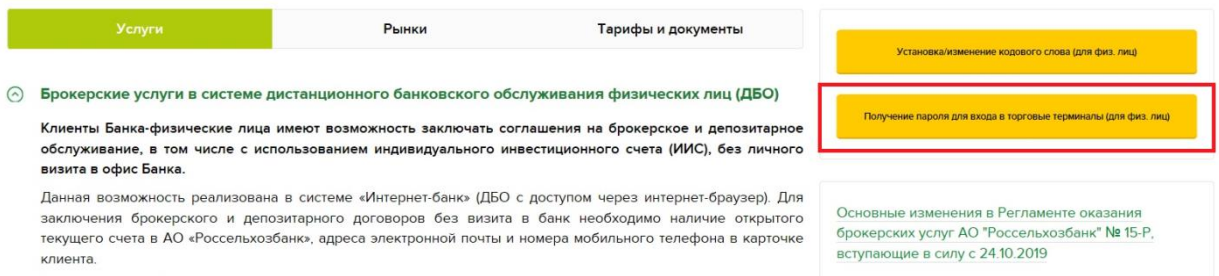 Услуги
Рынки
Тарифы и документы
Установка/изменение кодового слова (для физ. лиц)
Получение пароля для входа в торговые терминалы (для физ. лиц)
Брокерские услуги в системе дистанционного банковского обслуживания физических лиц (ДБО)
Клиенты Банка-физические лица имеют возможность заключать соглашения на брокерское и депозитарное
обслуживание, в том числе с использованием индивидуального инвестиционного счета (ИИС), без личного
визита в офис Банка.
Данная возможность реализована в системе «Интернет-банк» (ДБО с доступом через интернет-браузер). Для
заключения брокерского и депозитарного договоров без визита в банк необходимо наличие открытого
текущего счета в АО «Россельхозбанк», адреса электронной почты и номера мобильного телефона в карточке
клиента.
Основные изменения в Регламенте оказания
брокерских услуг АО "Россельхозбанк" № 15-Р,
вступающие в силу с 24.10.2019